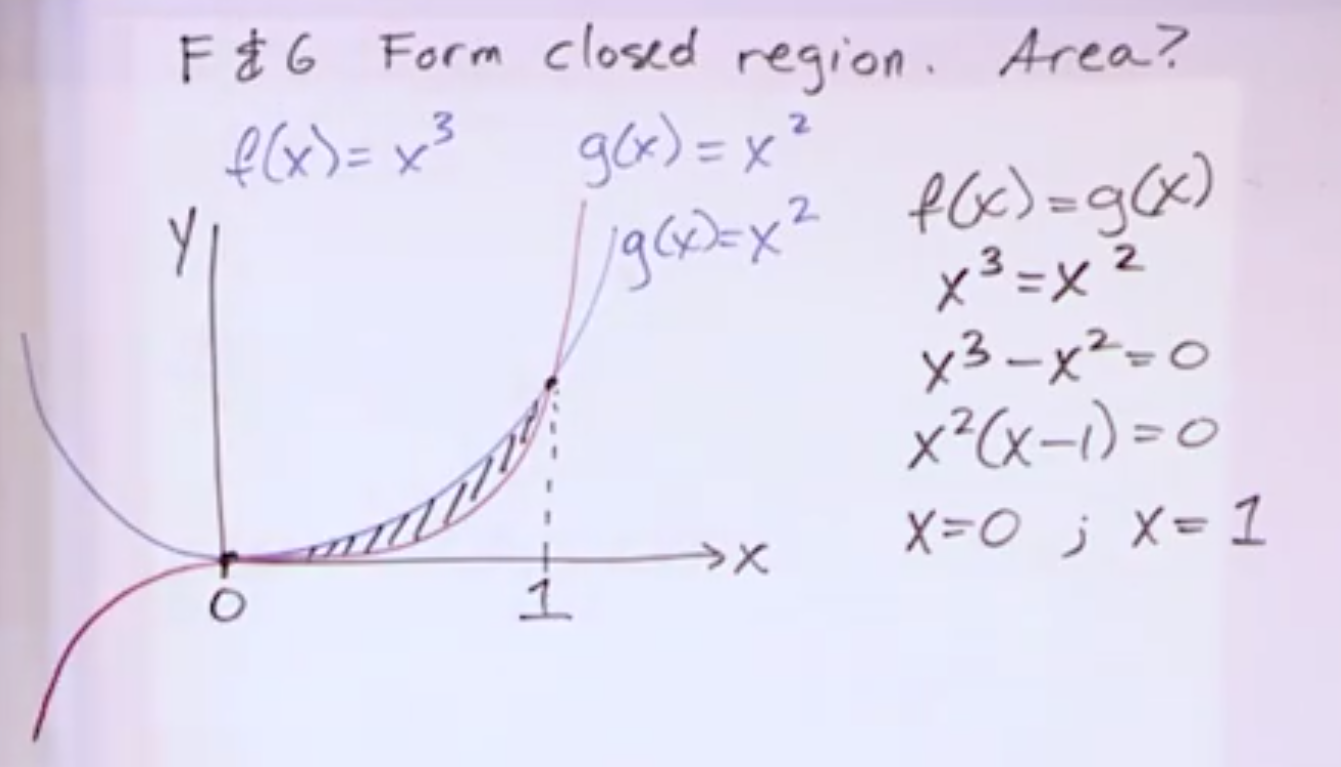 F & G Form closed region. Area?
f(x)= x³ g(x) = x²
g(x)=x²
y
x
0 1
f(x)=g(x)
x³=x²
x³-x²=0
x²(x-1)=0
x=0 ; x=1